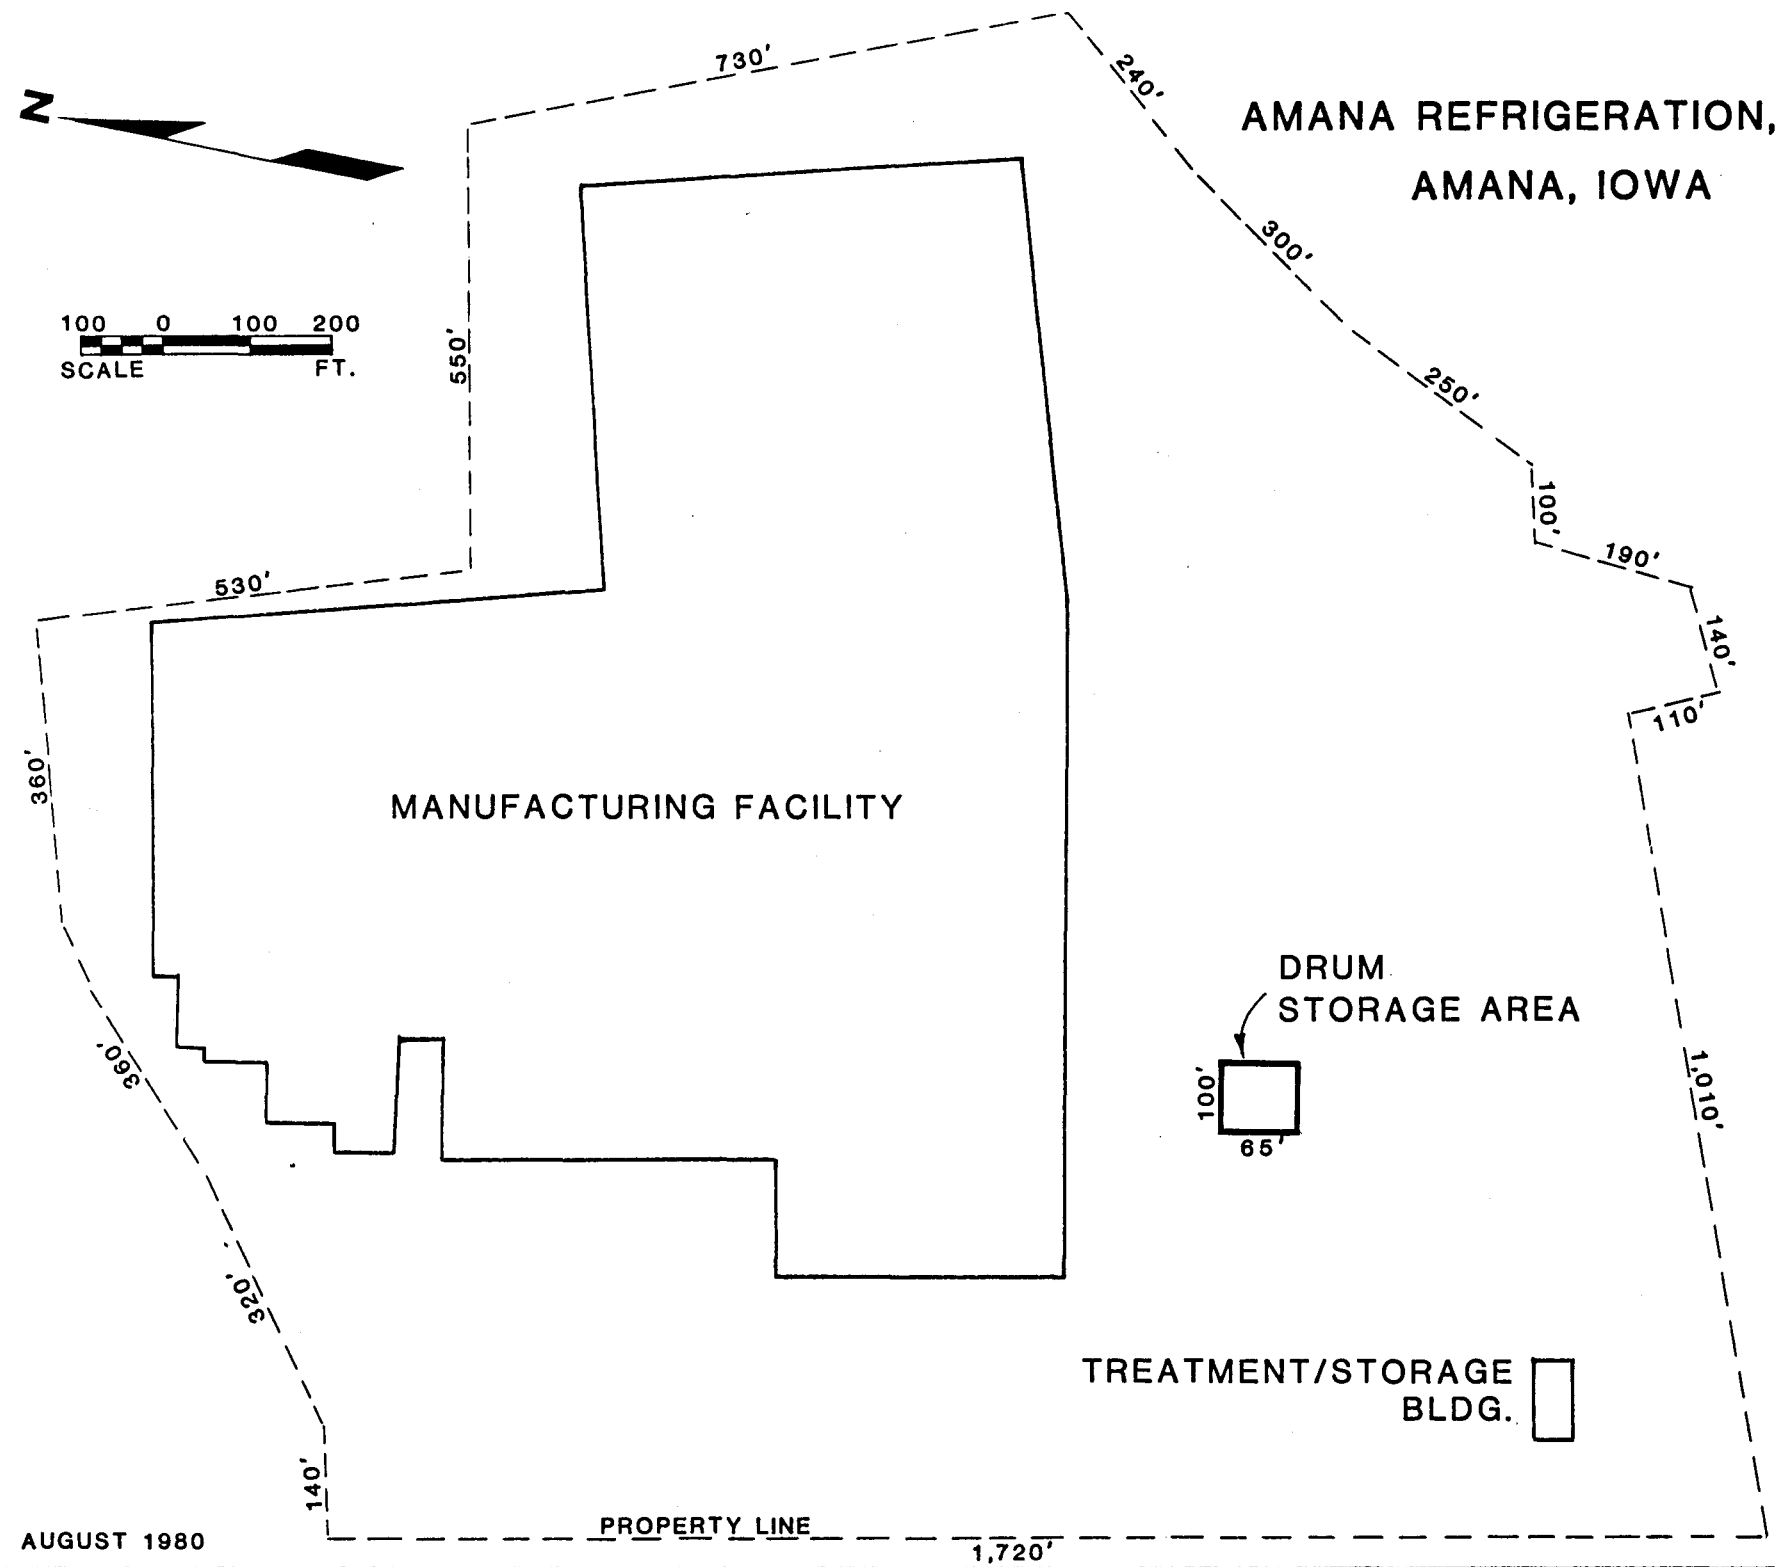 730'
240'
N
AMANA REFRIGERATION,
AMANA, IOWA
300'
100 0 100 200
SCALE FT.
550'
250'
100'
190'
530'
140'
110'
360'
MANUFACTURING FACILITY
DRUM
STORAGE AREA
360'
100'
65'
1,010'
320'
TREATMENT/STORAGE
BLDG.
140'
PROPERTY LINE
AUGUST 1980
1,720'